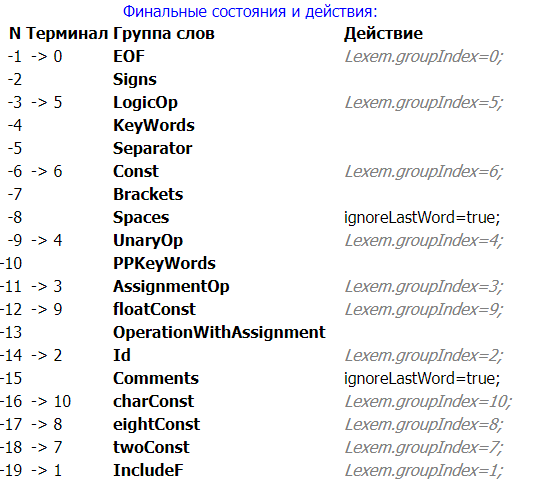 Финальные состояния и действия:
N Терминал Группа слов Действие
-1 -> 0 EOF Lexem.groupIndex=0;
-2 Signs
-3 -> 5 LogicOp Lexem.groupIndex=5;
-4 KeyWords
-5 Separator
-6 -> 6 Const Lexem.groupIndex=6;
-7 Brackets
-8 Spaces ignoreLastWord=true;
-9 -> 4 UnaryOp Lexem.groupIndex=4;
-10 PPKeyWords
-11 -> 3 AssignmentOp Lexem.groupIndex=3;
-12 -> 9 floatConst Lexem.groupIndex=9;
-13 OperationWithAssignment
-14 -> 2 Id Lexem.groupIndex=2;
-15 Comments ignoreLastWord=true;
-16 -> 10 charConst Lexem.groupIndex=10;
-17 -> 8 eightConst Lexem.groupIndex=8;
-18 -> 7 twoConst Lexem.groupIndex=7;
-19 -> 1 IncludeF Lexem.groupIndex=1;